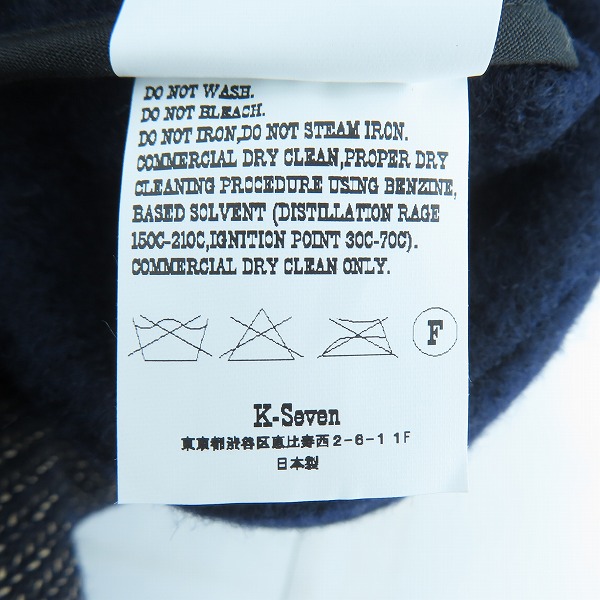 DO NOT WASH.
DO NOT BLEACH.
DO NOT IRON,DO NOT STEAM IRON.
COMMERCIAL DRY CLEAN,PROPER DRY
CLEANING PROCEDURE USING BENZINE,
BASED SOLVENT (DISTILLATION RAGE
150C-210C,IGNITION POINT 30C-70C).
COMMERCIAL DRY CLEAN ONLY.
F
K-Seven
東京都渋谷区恵比寿西2-6-1 1F
日本製